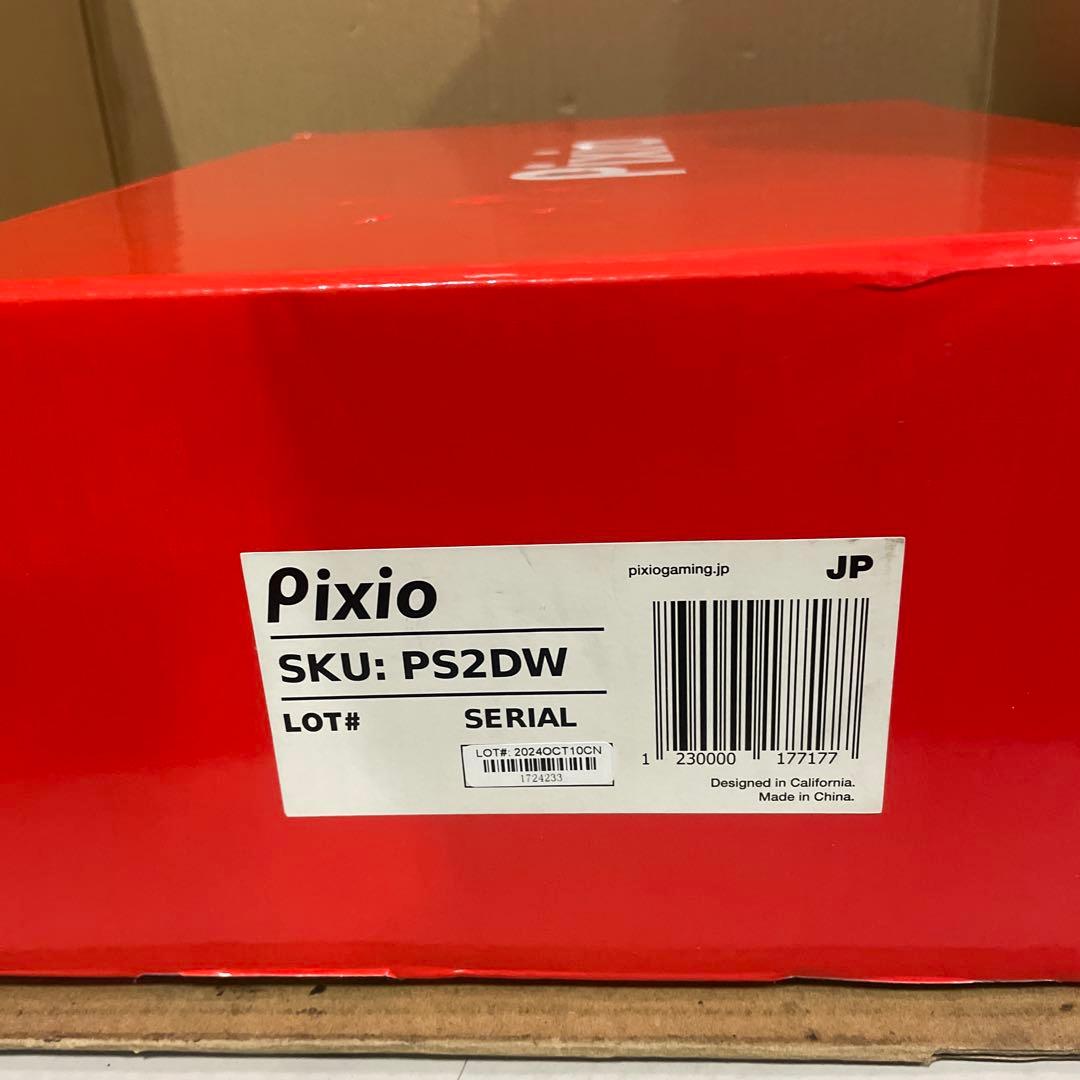 Pixio
Pixio
pixiogaming.jp
JP
SKU: PS2DW
LOT#
SERIAL
LOT#: 2024OCT10CN
1724233
1 230000 177177
Designed in California.
Made in China.